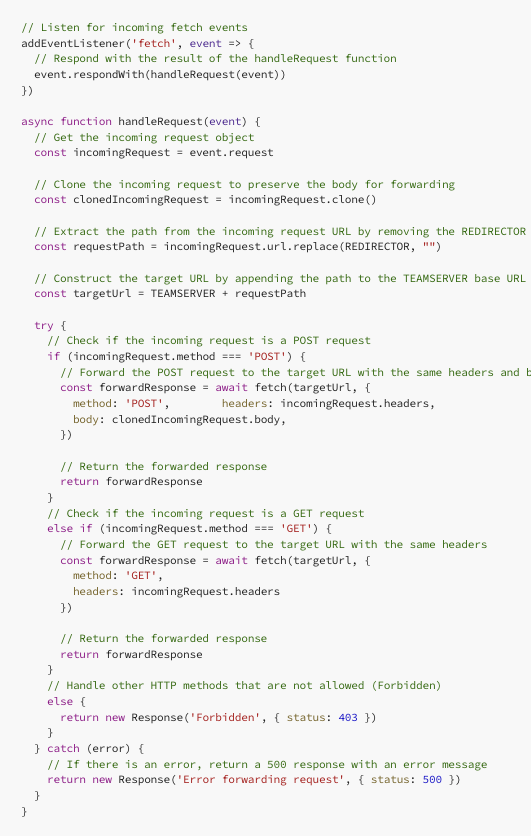 // Listen for incoming fetch events
addEventListener('fetch', event => {
  // Respond with the result of the handleRequest function
  event.respondWith(handleRequest(event))
})

async function handleRequest(event) {
  // Get the incoming request object
  const incomingRequest = event.request

  // Clone the incoming request to preserve the body for forwarding
  const clonedIncomingRequest = incomingRequest.clone()

  // Extract the path from the incoming request URL by removing the REDIRECTOR
  const requestPath = incomingRequest.url.replace(REDIRECTOR, "")

  // Construct the target URL by appending the path to the TEAMSERVER base URL
  const targetUrl = TEAMSERVER + requestPath

  try {
    // Check if the incoming request is a POST request
    if (incomingRequest.method === 'POST') {
      // Forward the POST request to the target URL with the same headers and
      const forwardResponse = await fetch(targetUrl, {
        method: 'POST',        headers: incomingRequest.headers,
        body: clonedIncomingRequest.body,
      })

      // Return the forwarded response
      return forwardResponse
    }
    // Check if the incoming request is a GET request
    else if (incomingRequest.method === 'GET') {
      // Forward the GET request to the target URL with the same headers
      const forwardResponse = await fetch(targetUrl, {
        method: 'GET',
        headers: incomingRequest.headers
      })

      // Return the forwarded response
      return forwardResponse
    }
    // Handle other HTTP methods that are not allowed (Forbidden)
    else {
      return new Response('Forbidden', { status: 403 })
    }
  } catch (error) {
    // If there is an error, return a 500 response with an error message
    return new Response('Error forwarding request', { status: 500 })
  }
}